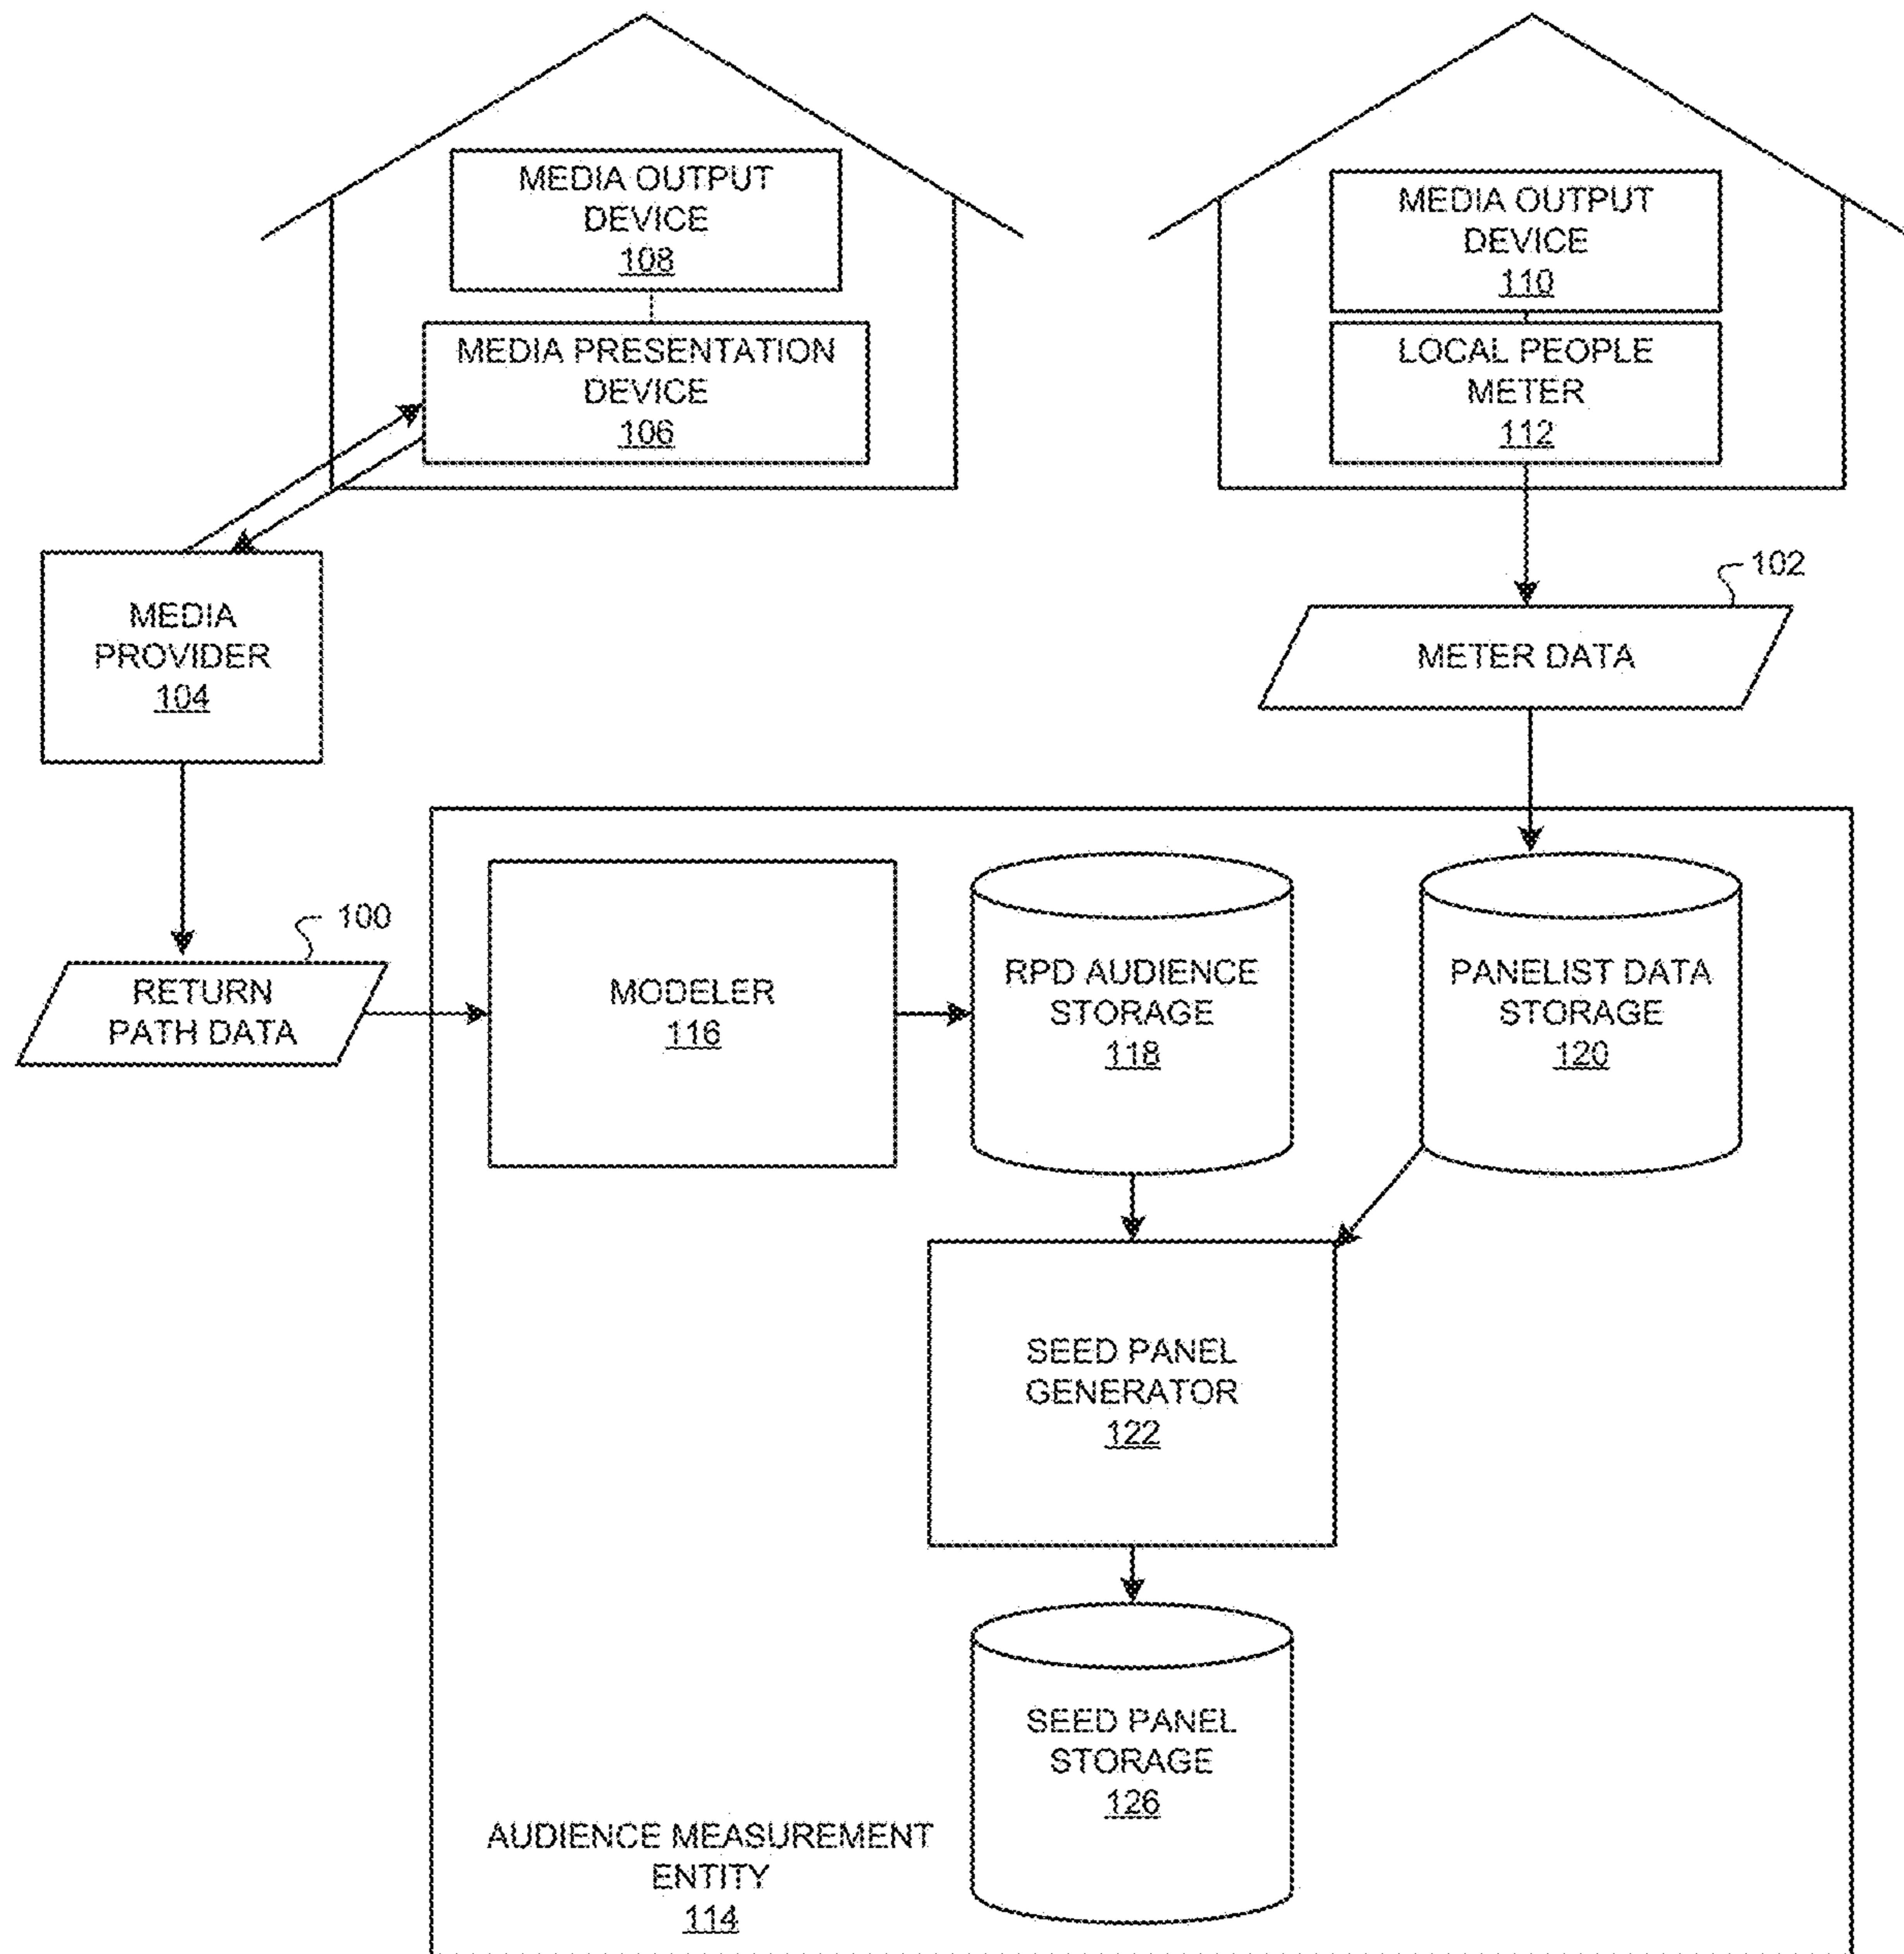 MEDIA OUTPUT
DEVICE
108
MEDIA PRESENTATION
DEVICE
106
MEDIA OUTPUT
DEVICE
110
LOCAL PEOPLE
METER
112
MEDIA
PROVIDER
104
102
METER DATA
100
RETURN
PATH DATA
MODELER
116
RPD AUDIENCE
STORAGE
118
PANELIST DATA
STORAGE
120
SEED PANEL
GENERATOR
122
SEED PANEL
STORAGE
126
AUDIENCE MEASUREMENT
ENTITY
114